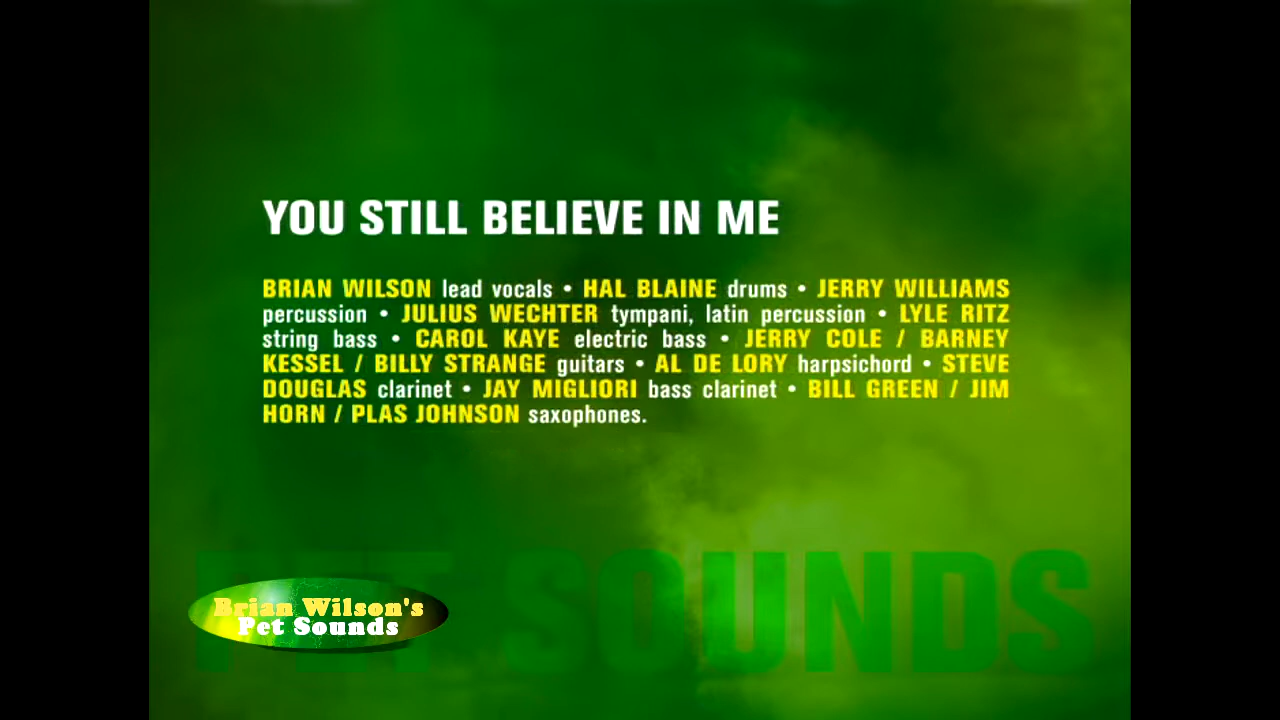 YOU STILL BELIEVE IN ME
BRIAN WILSON lead vocals • HAL BLAINE drums • JERRY WILLIAMS
percussion • JULIUS WECHTER tympani, latin percussion • LYLE RITZ
string bass • CAROL KAYE electric bass • JERRY COLE / BARNEY
KESSEL / BILLY STRANGE guitars • AL DE LORY harpsichord • STEVE
DOUGLAS clarinet • JAY MIGLIORI bass clarinet • BILL GREEN / JIM
HORN / PLAS JOHNSON saxophones.
PET SOUNDS
Brian Wilson's
Pet Sounds